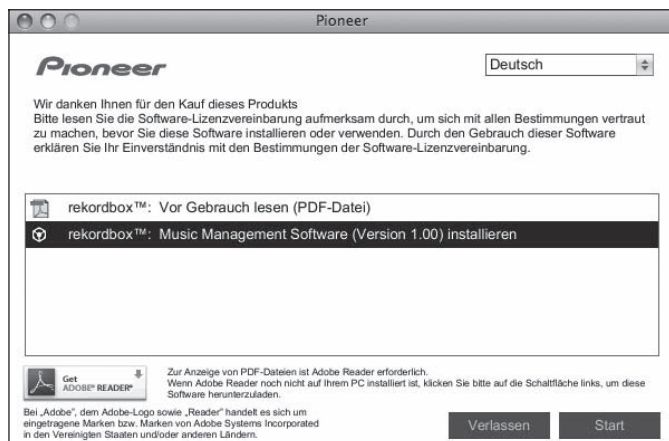 Pioneer
Pioneer
Deutsch
Wir danken Ihnen für den Kauf dieses Produkts
Bitte lesen Sie die Software-Lizenzvereinbarung aufmerksam durch, um sich mit allen Bestimmungen vertraut
zu machen, bevor Sie diese Software installieren oder verwenden. Durch den Gebrauch dieser Software
erklären Sie Ihr Einverständnis mit den Bestimmungen der Software-Lizenzvereinbarung.
rekordbox™: Vor Gebrauch lesen (PDF-Datei)
rekordbox™: Music Management Software (Version 1.00) installieren
Get
ADOBE® READER®
Zur Anzeige von PDF-Dateien ist Adobe Reader erforderlich.
Wenn Adobe Reader noch nicht auf Ihrem PC installiert ist, klicken Sie bitte auf die Schaltfläche links, um diese
Software herunterzuladen.
Bei „Adobe", dem Adobe-Logo sowie „Reader" handelt es sich um
eingetragene Marken bzw. Marken von Adobe Systems Incorporated
in den Vereinigten Staaten und/oder anderen Ländern.
Verlassen
Start